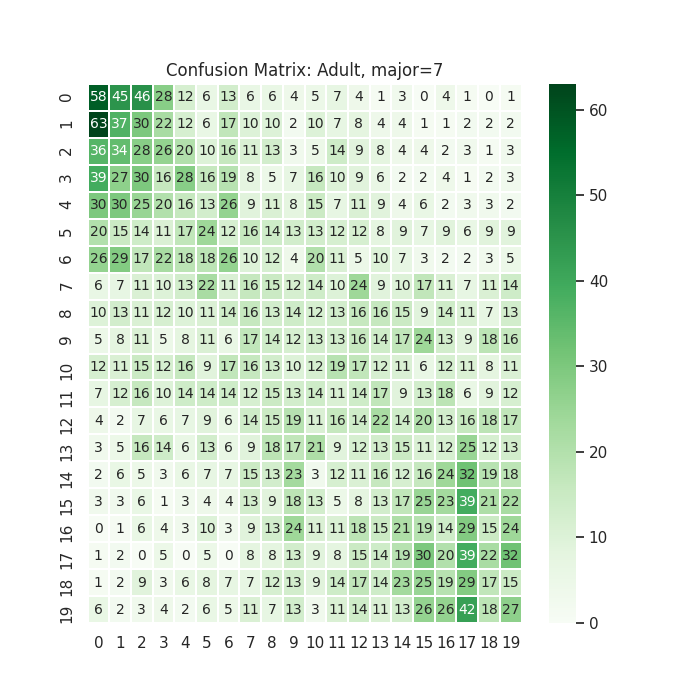 Confusion Matrix: Adult, major=7
0 58 45 46 28 12 6 13 6 6 4 5 7 4 1 3 0 4 1 0 1
1 63 37 30 22 12 6 17 10 10 2 10 7 8 4 4 1 1 2 2 2
2 36 34 28 26 20 10 16 11 13 3 5 14 9 8 4 4 2 3 1 3
3 39 27 30 16 28 16 19 8 5 7 16 10 9 6 2 2 4 1 2 3
4 30 30 25 20 16 13 26 9 11 8 15 7 11 9 4 6 2 3 3 2
5 20 15 14 11 17 24 12 16 14 13 13 12 12 8 9 7 9 6 9 9
6 26 29 17 22 18 18 26 10 12 4 20 11 5 10 7 3 2 2 3 5
7 6 7 11 10 13 22 11 16 15 12 14 10 24 9 10 17 11 7 11 14
8 10 13 11 12 10 11 14 16 13 14 12 13 16 16 15 9 14 11 7 13
9 5 8 11 5 8 11 6 17 14 12 13 13 16 14 17 24 13 9 18 16
10 12 11 15 12 16 9 17 16 13 10 12 19 17 12 11 6 12 11 8 11
11 7 12 16 10 14 14 14 12 15 13 14 11 14 17 9 13 18 6 9 12
12 4 2 7 6 7 9 6 14 15 19 11 16 14 22 14 20 13 16 18 17
13 3 5 16 14 6 13 6 9 18 17 21 9 12 13 15 11 12 25 12 13
14 2 6 5 3 6 7 7 15 13 23 3 12 11 16 12 16 24 32 19 18
15 3 3 6 1 3 4 4 13 9 18 13 5 8 13 17 25 23 39 21 22
16 0 1 6 4 3 10 3 9 13 24 11 11 18 15 21 19 14 29 15 24
17 1 2 0 5 0 5 0 8 8 13 9 8 15 14 19 30 20 39 22 32
18 1 2 9 3 6 8 7 7 12 13 9 14 17 14 23 25 19 29 17 15
19 6 2 3 4 2 6 5 11 7 13 3 11 14 11 13 26 26 42 18 27
0 1 2 3 4 5 6 7 8 9 10 11 12 13 14 15 16 17 18 19
60
50
40
30
20
10
0